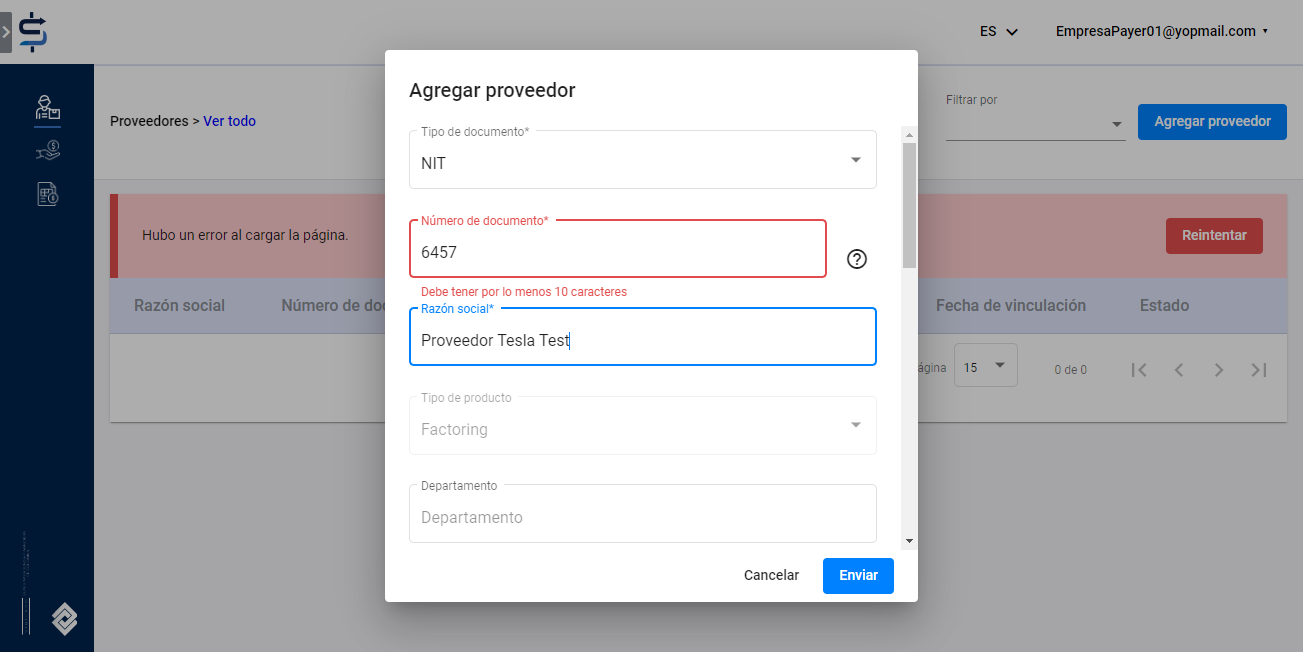 ES
EmpresaPayer01@yopmail.com
Proveedores > Ver todo
Filtrar por
Agregar proveedor
Hubo un error al cargar la página.
Reintentar
Razón social
Número de do
Fecha de vinculación
Estado
ágina
15
0 de 0
Agregar proveedor
Tipo de documento*
NIT
Número de documento*
6457
Debe tener por lo menos 10 caracteres
Razón social*
Proveedor Tesla Test
Tipo de producto
Factoring
Departamento
Departamento
Cancelar
Enviar